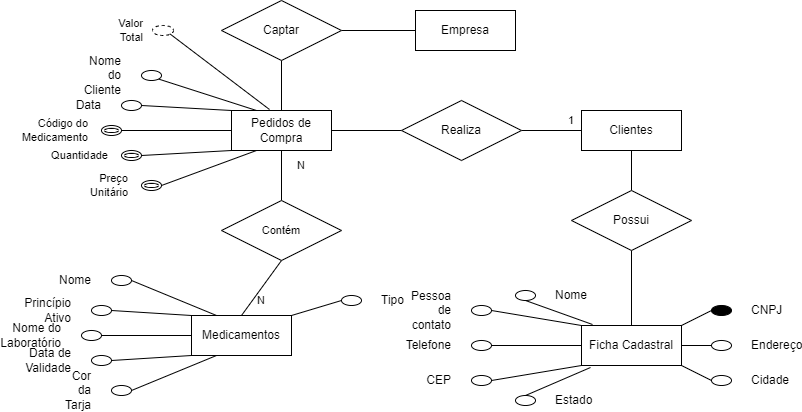 Valor
Total
Captar
Empresa
Nome
do
Cliente
Data
Código do
Medicamento
Quantidade
Preço
Unitário
Pedidos de
Compra
Realiza
1
Clientes
N
Contém
Possui
N
Nome
Princípio
Ativo
Nome do
Laboratório
Data de
Validade
Cor
da
Tarja
Medicamentos
Tipo
Pessoa
de
contato
Nome
CNPJ
Telefone
Ficha Cadastral
Endereço
CEP
Estado
Cidade